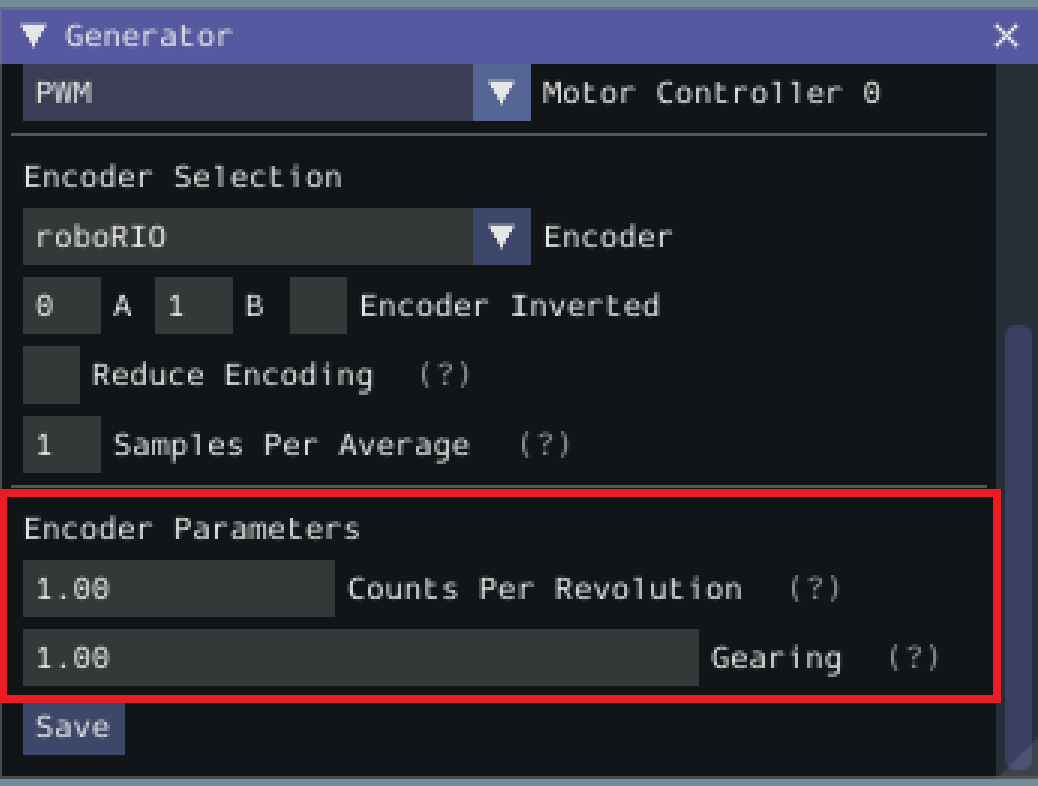 Generator
PWM Motor Controller 0
Encoder Selection
roboRIO Encoder
0 A 1 B Encoder Inverted
Reduce Encoding (?)
1 Samples Per Average (?)
Encoder Parameters
1.00 Counts Per Revolution (?)
1.00 Gearing (?)
Save